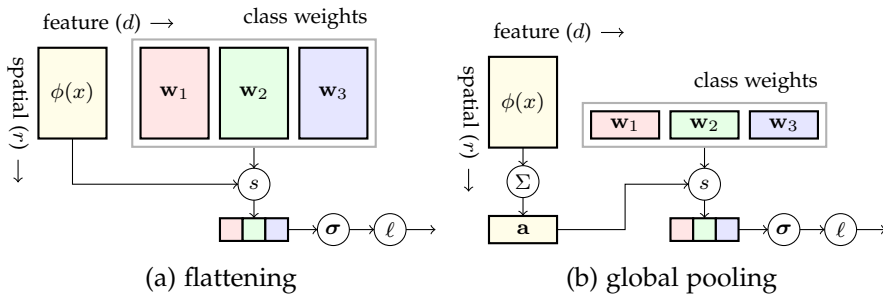 feature (d) →
spatial (r) →
ϕ(x)
w₁ w₂ w₃
class weights
s
σ ℓ
(a) flattening
feature (d) →
spatial (r) →
ϕ(x)
class weights
w₁ w₂ w₃
Σ s
a
σ ℓ
(b) global pooling